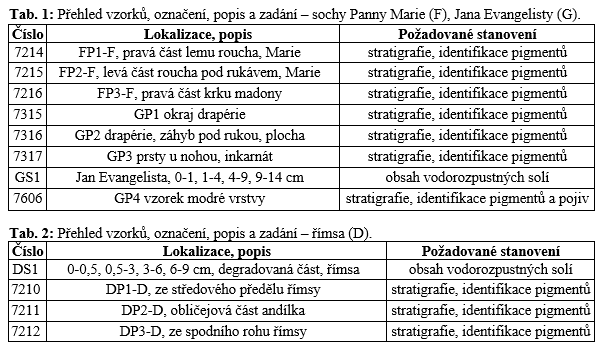 Tab. 1: Přehled vzorků, označení, popis a zadání – sochy Panny Marie (F), Jana Evangelisty (G).
Číslo Lokalizace, popis Požadované stanovení
7214 FP1-F, pravá část lemu roucha, Marie stratigrafie, identifikace pigmentů
7215 FP2-F, levá část roucha pod rukávem, Marie stratigrafie, identifikace pigmentů
7216 FP3-F, pravá část krku madony stratigrafie, identifikace pigmentů
7315 GP1 okraj drapérie stratigrafie, identifikace pigmentů
7316 GP2 drapérie, záhyb pod rukou, plocha stratigrafie, identifikace pigmentů
7317 GP3 prsty u nohou, inkarnát stratigrafie, identifikace pigmentů
GS1 Jan Evangelista, 0-1, 1-4, 4-9, 9-14 cm obsah vodorozpustných solí
7606 GP4 vzorek modré vrstvy stratigrafie, identifikace pigmentů a pojiv
Tab. 2: Přehled vzorků, označení, popis a zadání – římsa (D).
Číslo Lokalizace, popis Požadované stanovení
DS1 0-0,5, 0,5-3, 3-6, 6-9 cm, degradovaná část, římsa obsah vodorozpustných solí
7210 DP1-D, ze středového předělu římsy stratigrafie, identifikace pigmentů
7211 DP2-D, obličejová část andílka stratigrafie, identifikace pigmentů
7212 DP3-D, ze spodního rohu římsy stratigrafie, identifikace pigmentů